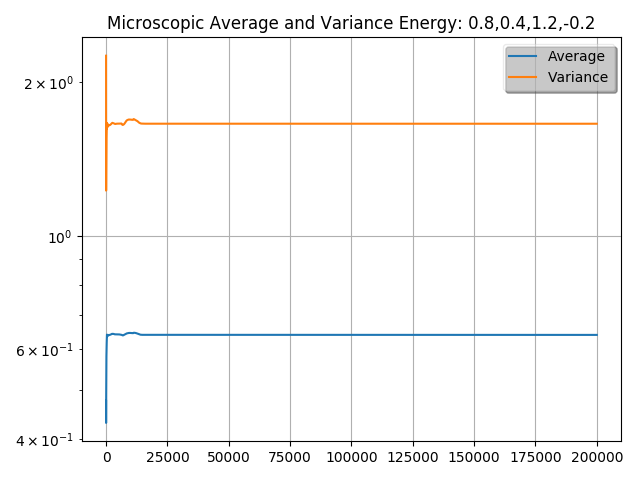 Microscopic Average and Variance Energy: 0.8,0.4,1.2,-0.2
Average
Variance
2 × 10⁰
10⁰
6 × 10⁻¹
4 × 10⁻¹
0 25000 50000 75000 100000 125000 150000 175000 200000